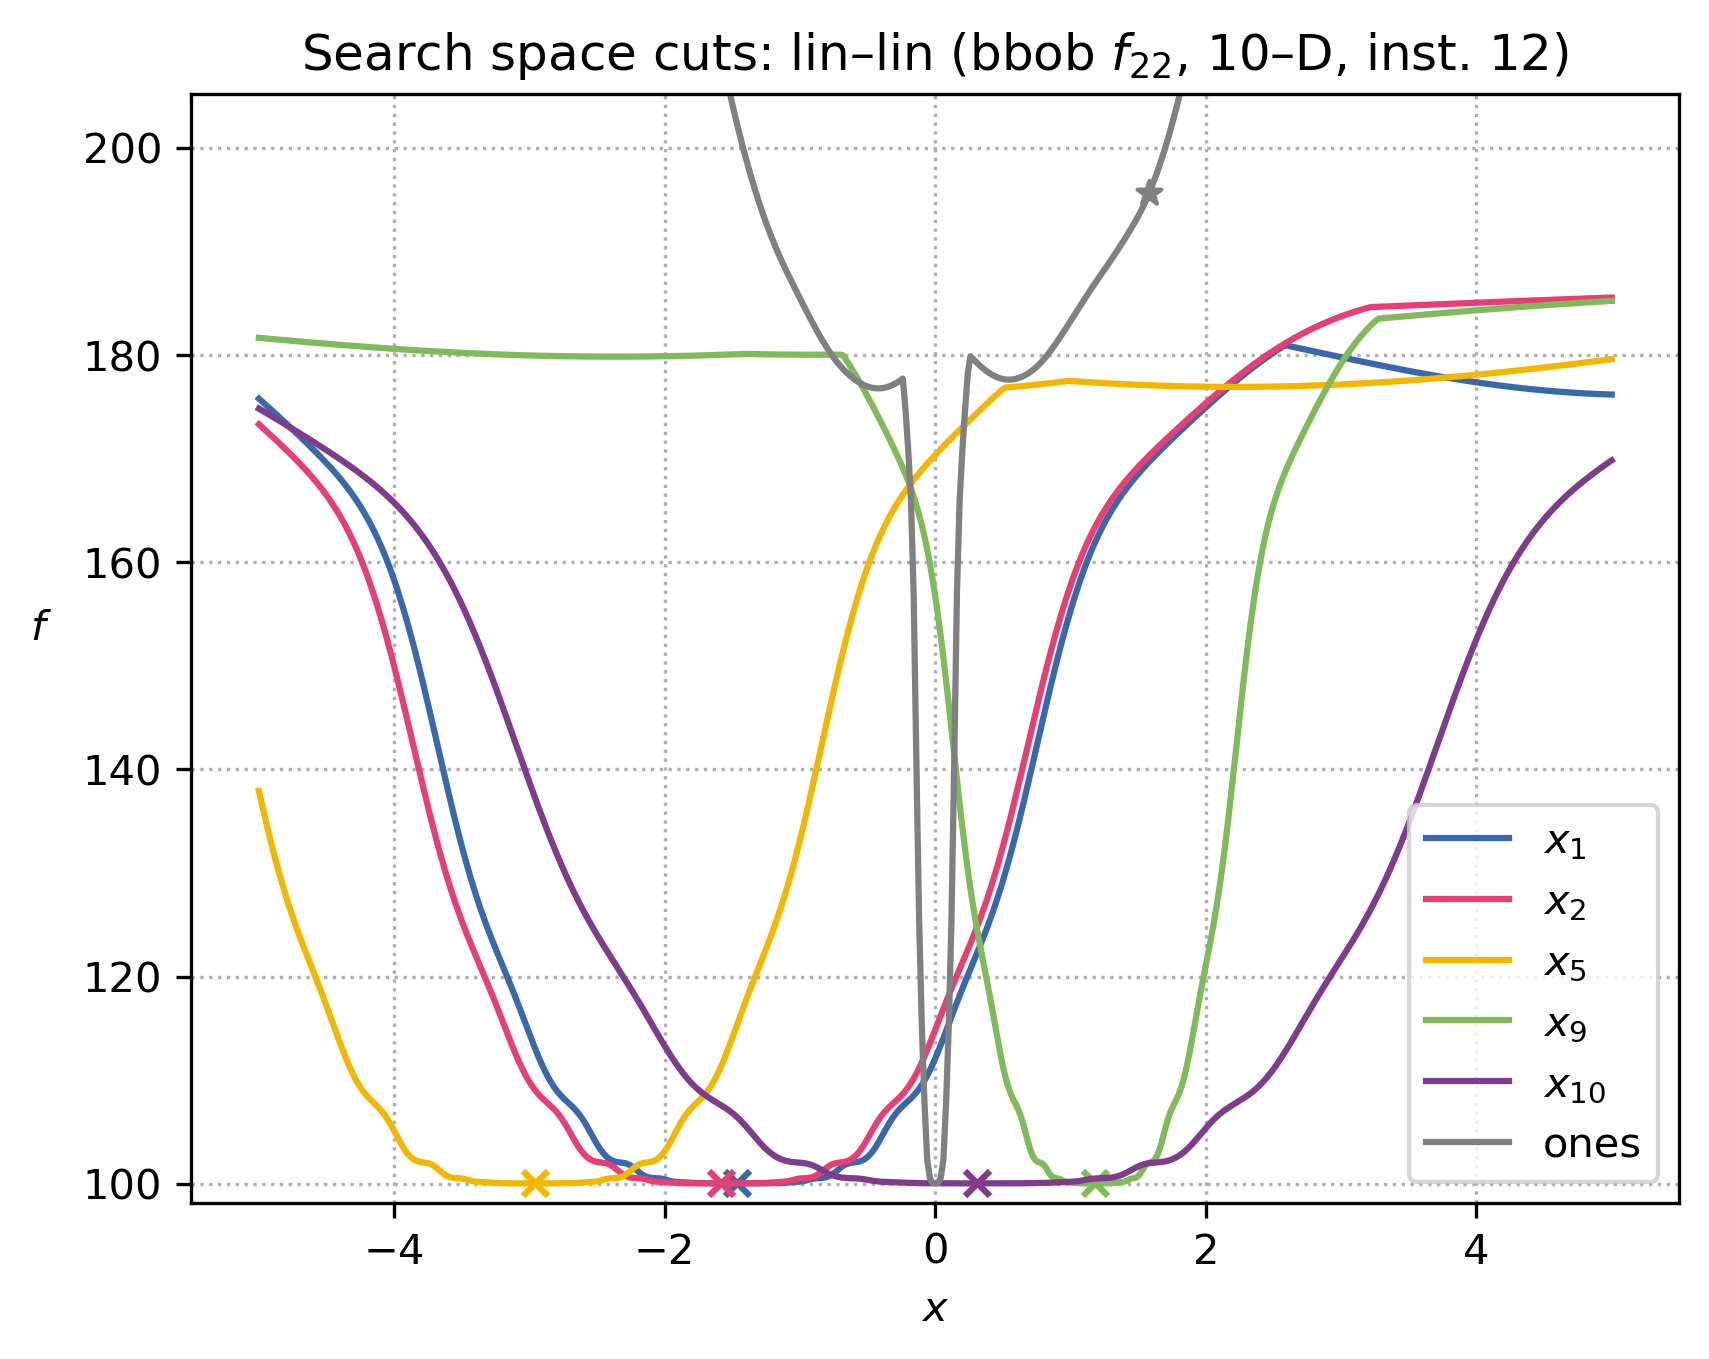 Search space cuts: lin–lin (bbob f₂₂, 10–D, inst. 12)
200
180
160
140
120
100
f
−4
−2
0
2
4
x
x₁
x₂
x₅
x₉
x₁₀
ones